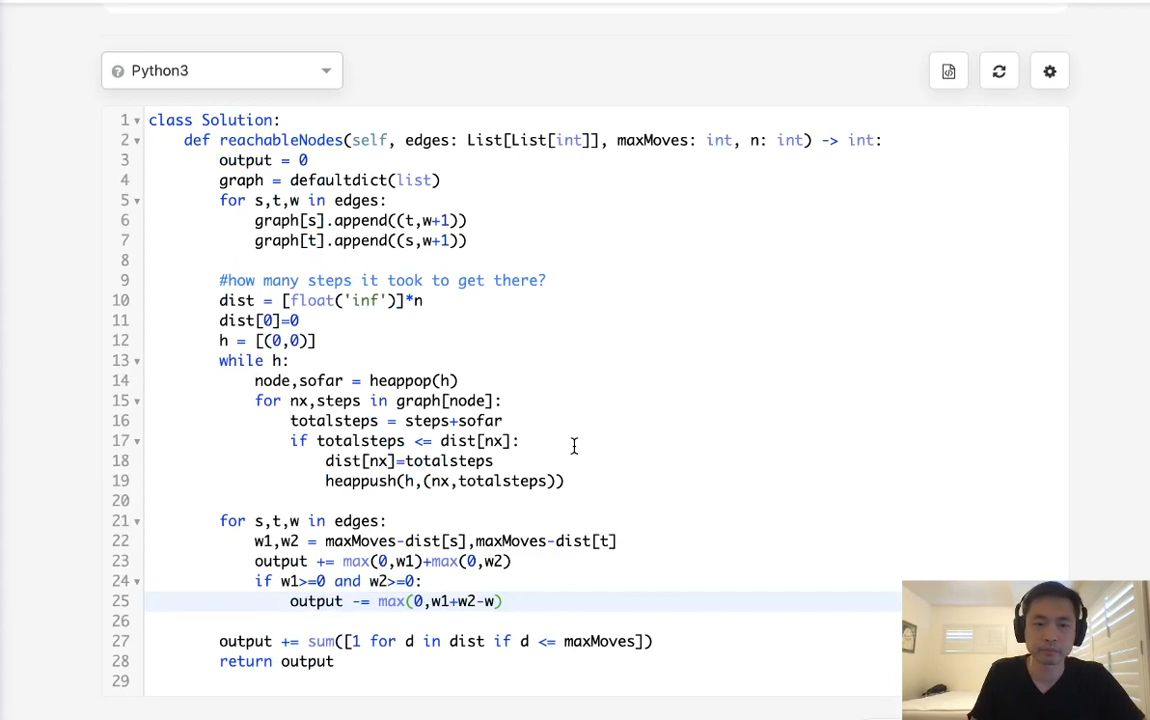 Python3
1 class Solution:
2 def reachableNodes(self, edges: List[List[int]], maxMoves: int, n: int) -> int:
3 output = 0
4 graph = defaultdict(list)
5 for s,t,w in edges:
6 graph[s].append((t,w+1))
7 graph[t].append((s,w+1))
8
9 #how many steps it took to get there?
10 dist = [float('inf')]*n
11 dist[0]=0
12 h = [(0,0)]
13 while h:
14 node,sofar = heappop(h)
15 for nx,steps in graph[node]:
16 totalsteps = steps+sofar
17 if totalsteps <= dist[nx]:
18 dist[nx]=totalsteps
19 heappush(h,(nx,totalsteps))
20
21 for s,t,w in edges:
22 w1,w2 = maxMoves-dist[s],maxMoves-dist[t]
23 output += max(0,w1)+max(0,w2)
24 if w1>=0 and w2>=0:
25 output -= max(0,w1+w2-w)
26
27 output += sum([1 for d in dist if d <= maxMoves])
28 return output
29